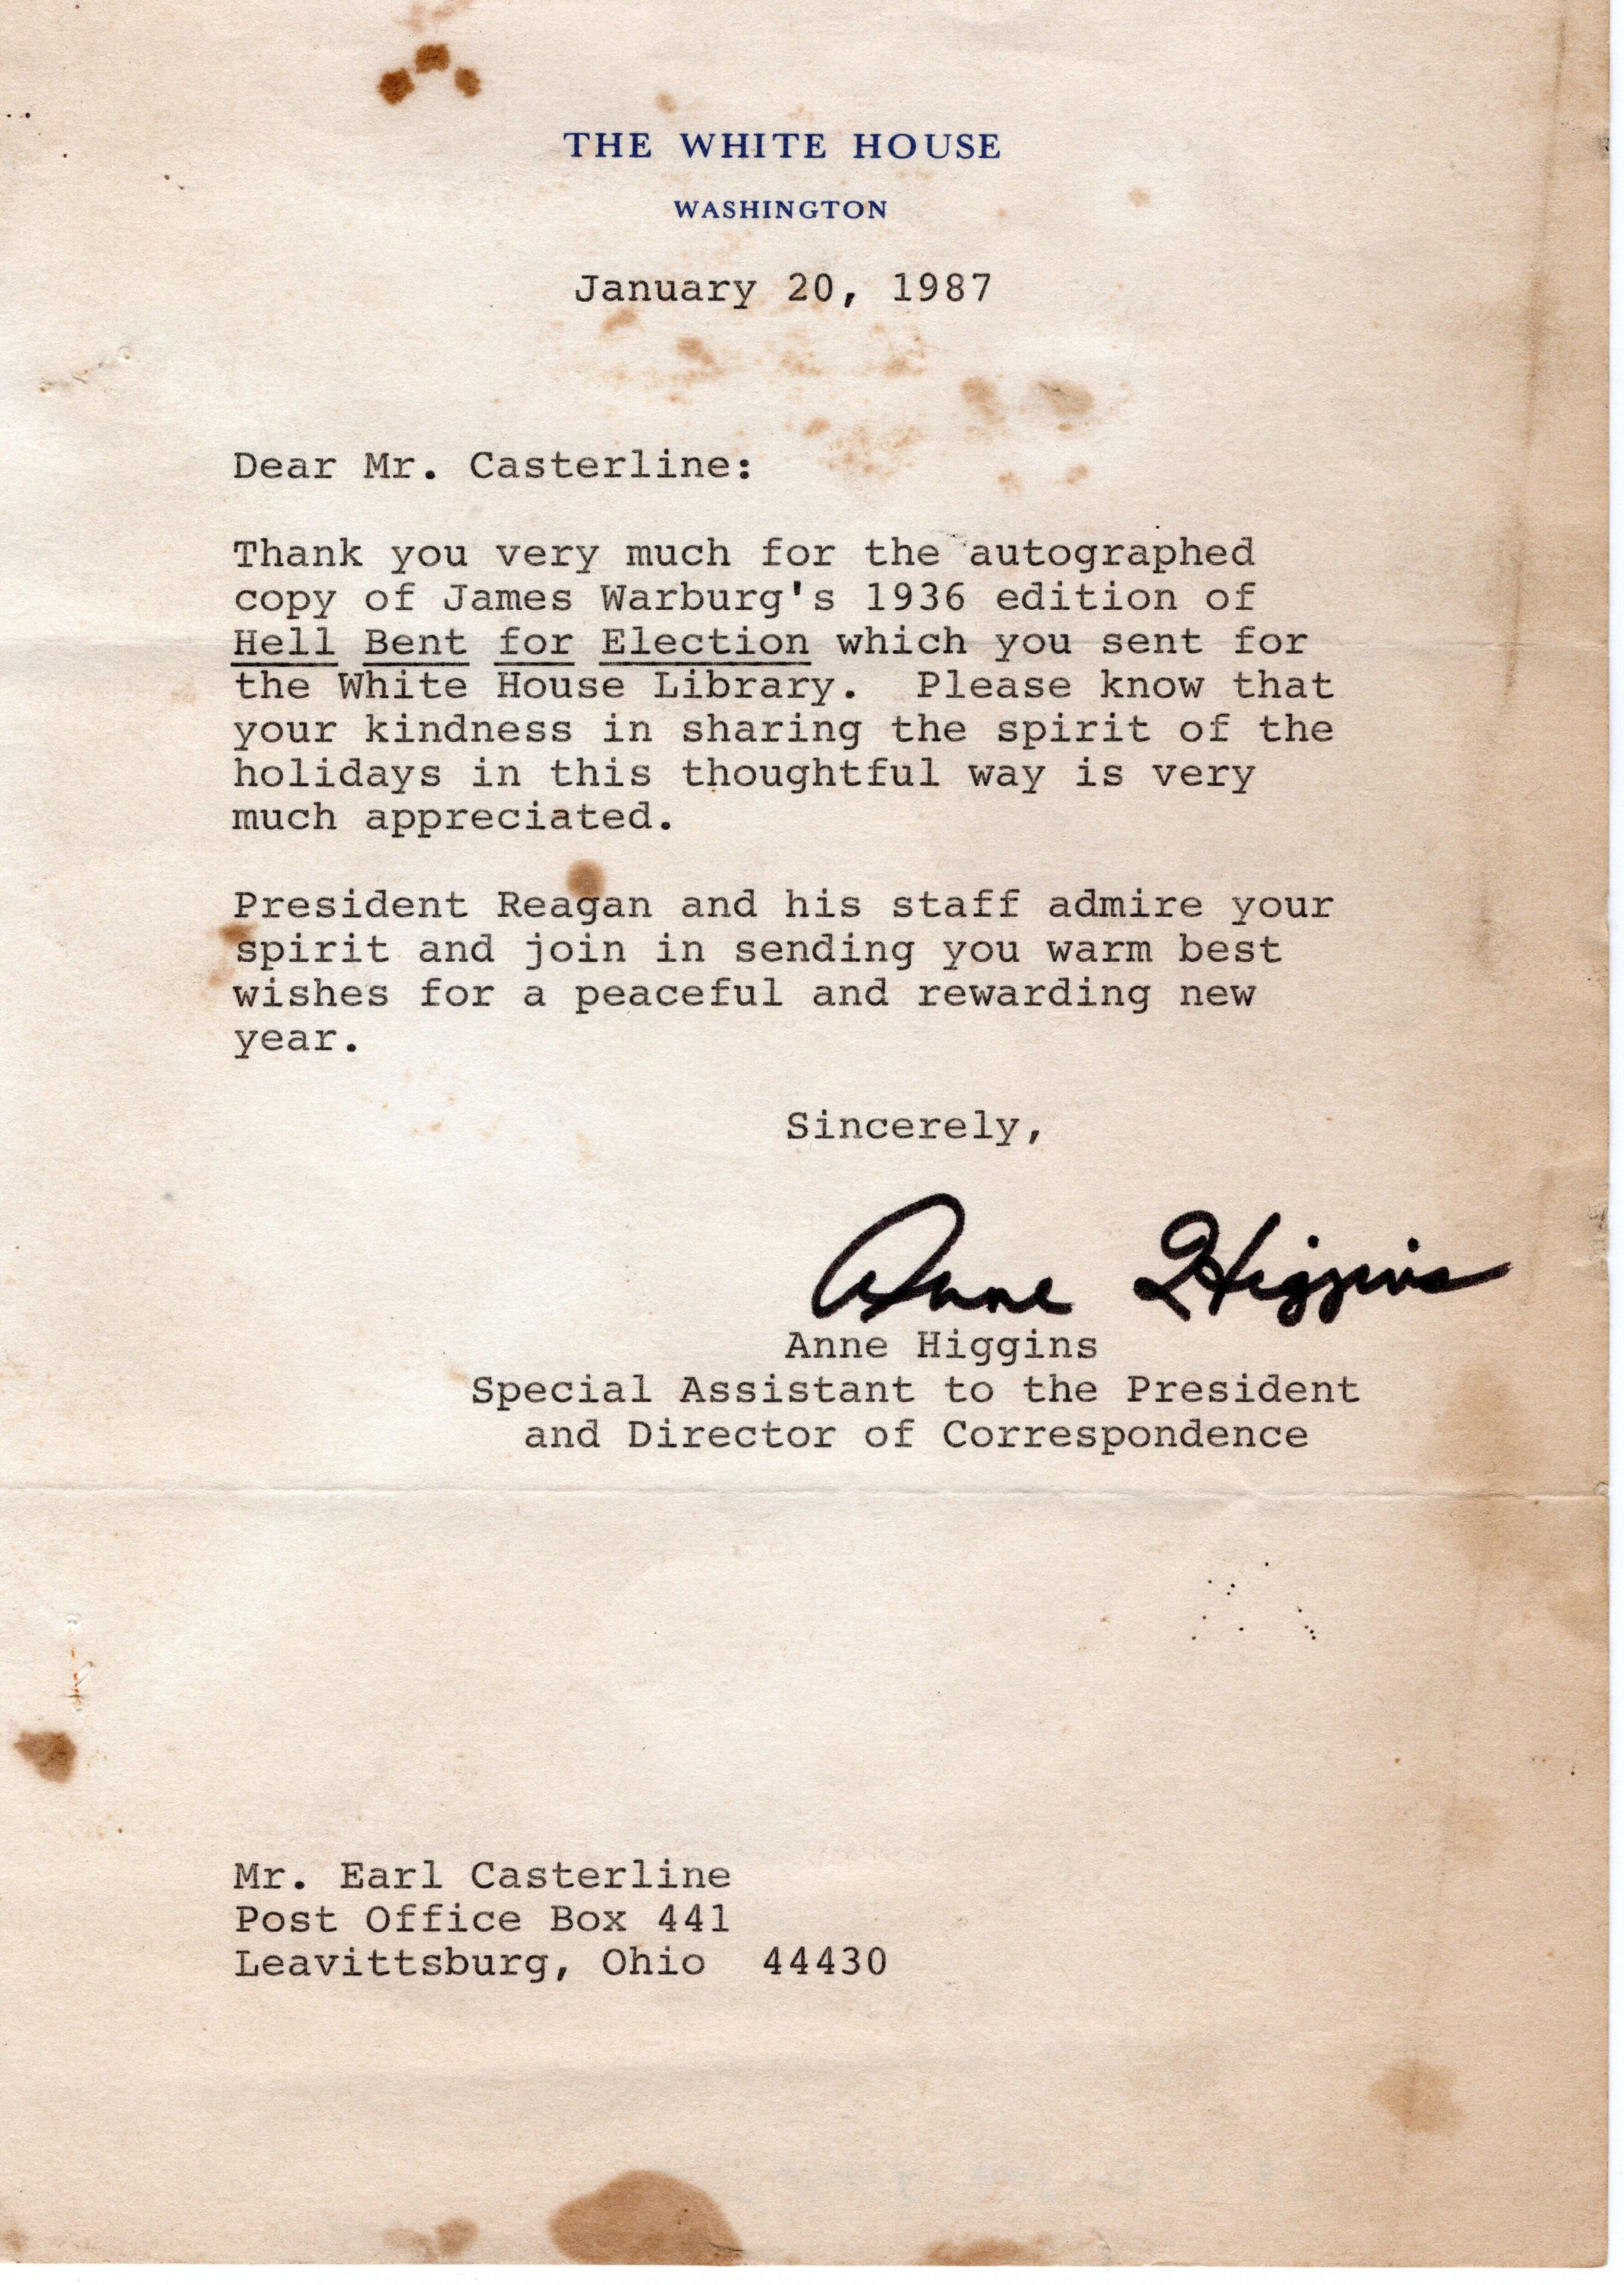 THE WHITE HOUSE
WASHINGTON
January 20, 1987
Dear Mr. Casterline:
Thank you very much for the autographed
copy of James Warburg's 1936 edition of
Hell Bent for Election which you sent for
the White House Library.  Please know that
your kindness in sharing the spirit of the
holidays in this thoughtful way is very
much appreciated.
President Reagan and his staff admire your
spirit and join in sending you warm best
wishes for a peaceful and rewarding new
year.
Sincerely,
Anne Higgins
Anne Higgins
Special Assistant to the President
and Director of Correspondence
Mr. Earl Casterline
Post Office Box 441
Leavittsburg, Ohio  44430